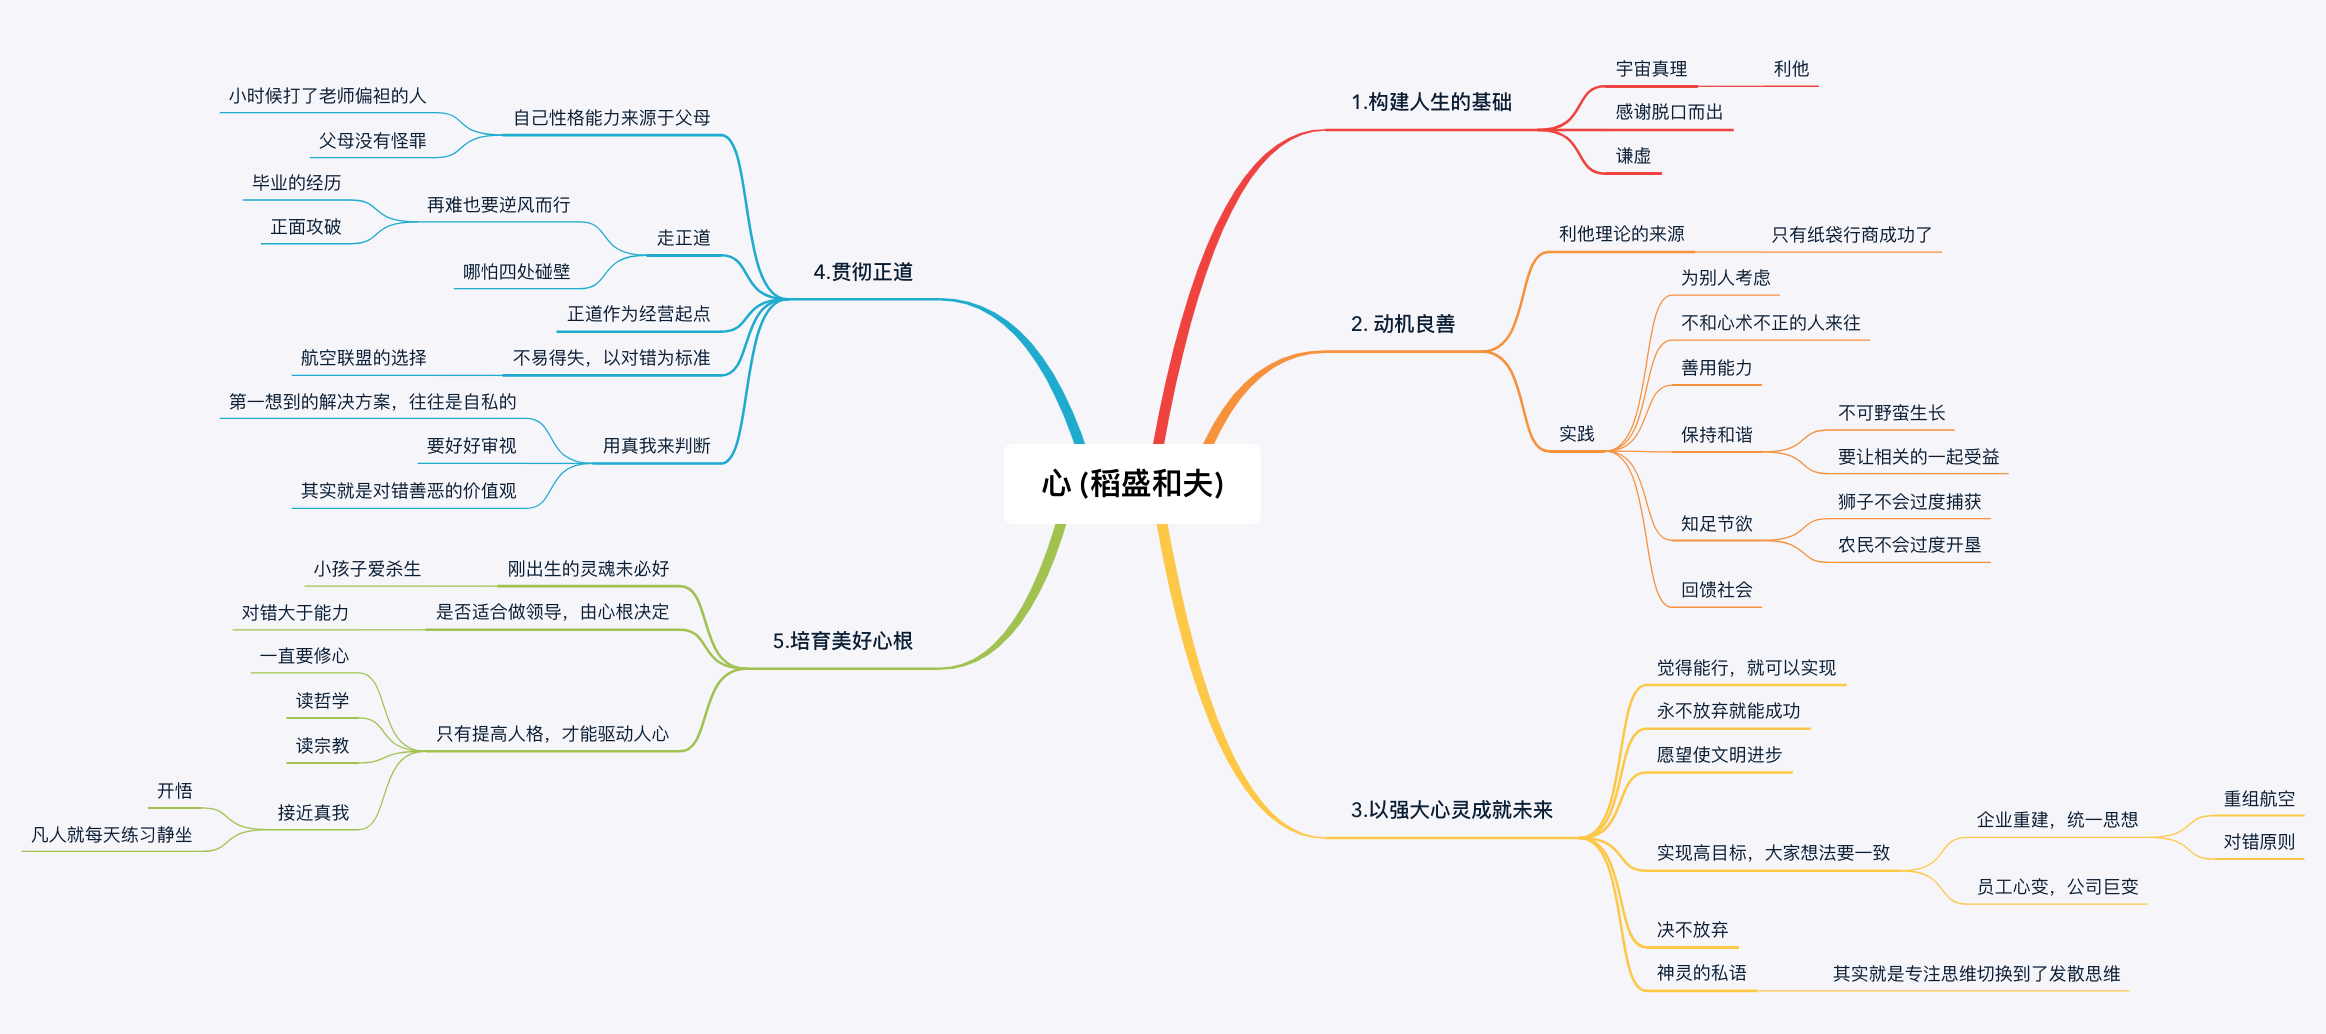 心 (稻盛和夫)
1.构建人生的基础
宇宙真理
利他
感谢脱口而出
谦虚
2. 动机良善
利他理论的来源
只有纸袋行商成功了
实践
为别人考虑
不和心术不正的人来往
善用能力
保持和谐
不可野蛮生长
要让相关的一起受益
知足节欲
狮子不会过度捕获
农民不会过度开垦
回馈社会
3.以强大心灵成就未来
觉得能行，就可以实现
永不放弃就能成功
愿望使文明进步
实现高目标，大家想法要一致
企业重建，统一思想
重组航空
对错原则
员工心变，公司巨变
决不放弃
神灵的私语
其实就是专注思维切换到了发散思维
4.贯彻正道
自己性格能力来源于父母
小时候打了老师偏袒的人
父母没有怪罪
走正道
再难也要逆风而行
毕业的经历
正面攻破
哪怕四处碰壁
正道作为经营起点
不易得失，以对错为标准
航空联盟的选择
用真我来判断
第一想到的解决方案，往往是自私的
要好好审视
其实就是对错善恶的价值观
5.培育美好心根
刚出生的灵魂未必好
小孩子爱杀生
是否适合做领导，由心根决定
对错大于能力
只有提高人格，才能驱动人心
一直要修心
读哲学
读宗教
接近真我
开悟
凡人就每天练习静坐